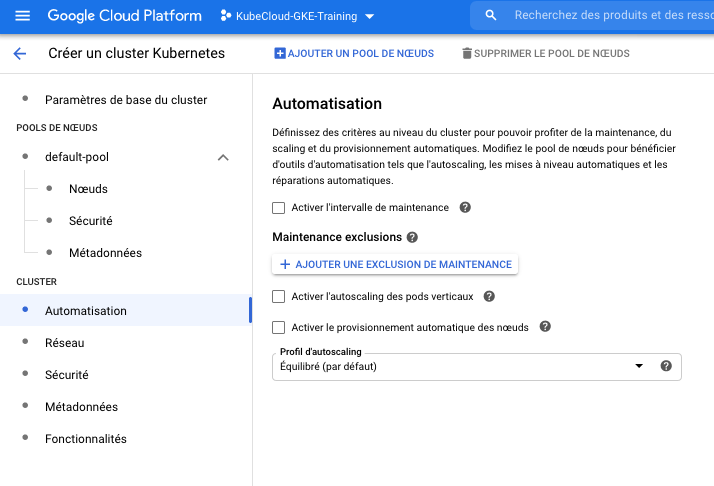 Google Cloud Platform
KubeCloud-GKE-Training
Recherchez des produits et des resso
Créer un cluster Kubernetes
AJOUTER UN POOL DE NŒUDS
SUPPRIMER LE POOL DE NŒUDS
Paramètres de base du cluster
POOLS DE NŒUDS
default-pool
Nœuds
Sécurité
Métadonnées
CLUSTER
Automatisation
Réseau
Sécurité
Métadonnées
Fonctionnalités
Automatisation
Définissez des critères au niveau du cluster pour pouvoir profiter de la maintenance, du
scaling et du provisionnement automatiques. Modifiez le pool de nœuds pour bénéficier
d'outils d'automatisation tels que l'autoscaling, les mises à niveau automatiques et les
réparations automatiques.
Activer l'intervalle de maintenance
Maintenance exclusions
AJOUTER UNE EXCLUSION DE MAINTENANCE
Activer l'autoscaling des pods verticaux
Activer le provisionnement automatique des nœuds
Profil d'autoscaling
Équilibré (par défaut)